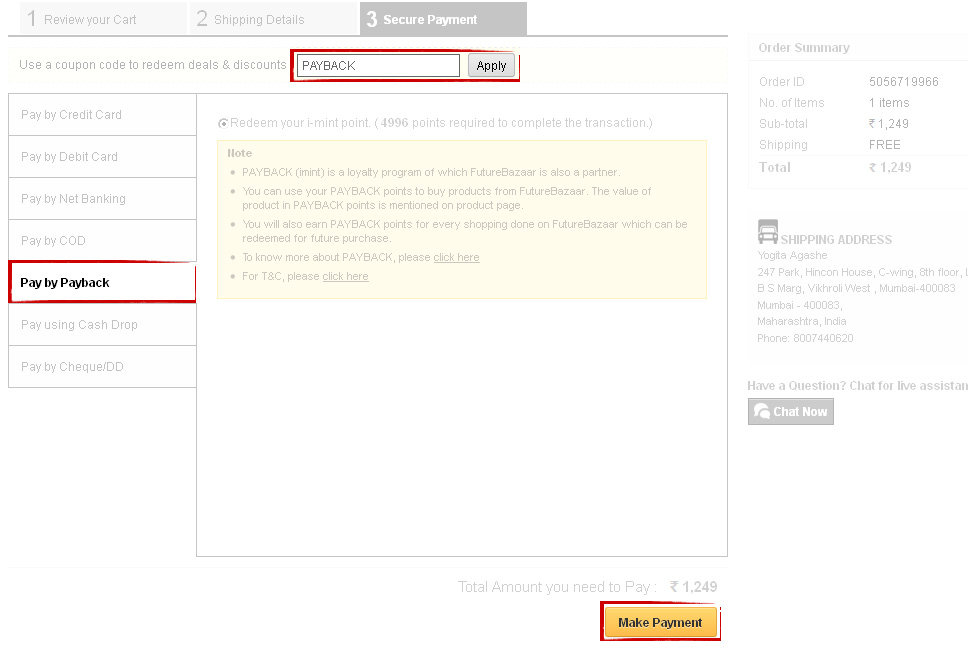 1 Review your Cart
2 Shipping Details
3 Secure Payment
Use a coupon code to redeem deals & discounts
PAYBACK
Apply
Pay by Credit Card
Pay by Debit Card
Pay by Net Banking
Pay by COD
Pay by Payback
Pay using Cash Drop
Pay by Cheque/DD
Redeem your i-mint point. ( 4996 points required to complete the transaction.)
Note
PAYBACK (imint) is a loyalty program of which FutureBazaar is also a partner.
You can use your PAYBACK points to buy products from FutureBazaar. The value of
product in PAYBACK points is mentioned on product page.
You will also earn PAYBACK points for every shopping done on FutureBazaar which can be
redeemed for future purchase.
To know more about PAYBACK, please click here
For T&C, please click here
Total Amount you need to Pay : ₹ 1,249
Make Payment
Order Summary
Order ID 5056719966
No. of Items 1 items
Sub-total ₹ 1,249
Shipping FREE
Total ₹ 1,249
SHIPPING ADDRESS
Yogita Agashe
247 Park, Hincon House, C-wing, 8th floor, L
B S Marg, Vikhroli West , Mumbai-400083
Mumbai - 400083,
Maharashtra, India
Phone: 8007440620
Have a Question? Chat for live assistan
Chat Now